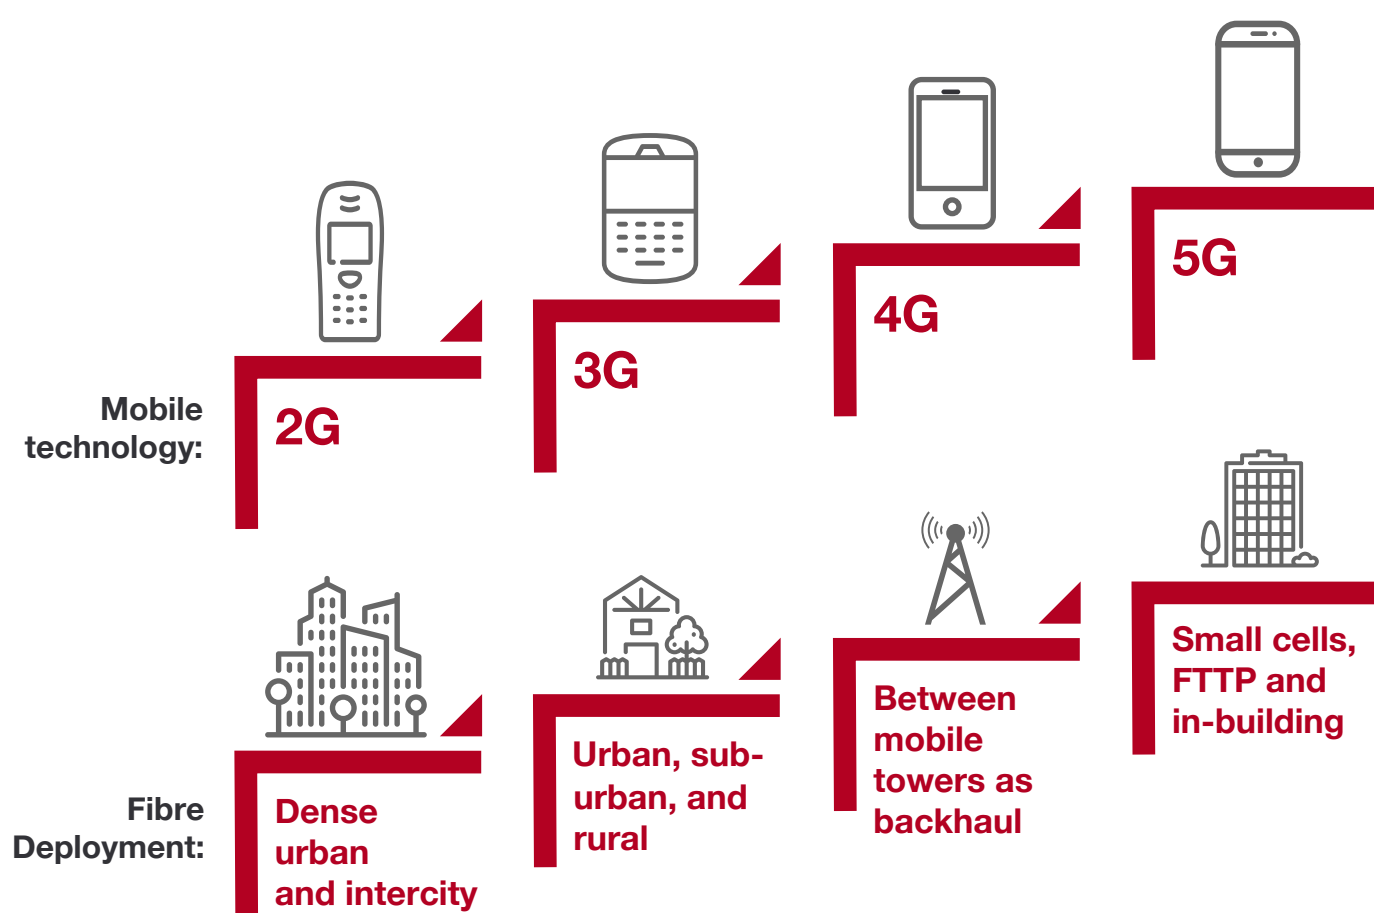 Mobile
technology:
2G
3G
4G
5G
Fibre
Deployment:
Dense
urban
and intercity
Urban, sub-
urban, and
rural
Between
mobile
towers as
backhaul
Small cells,
FTTP and
in-building